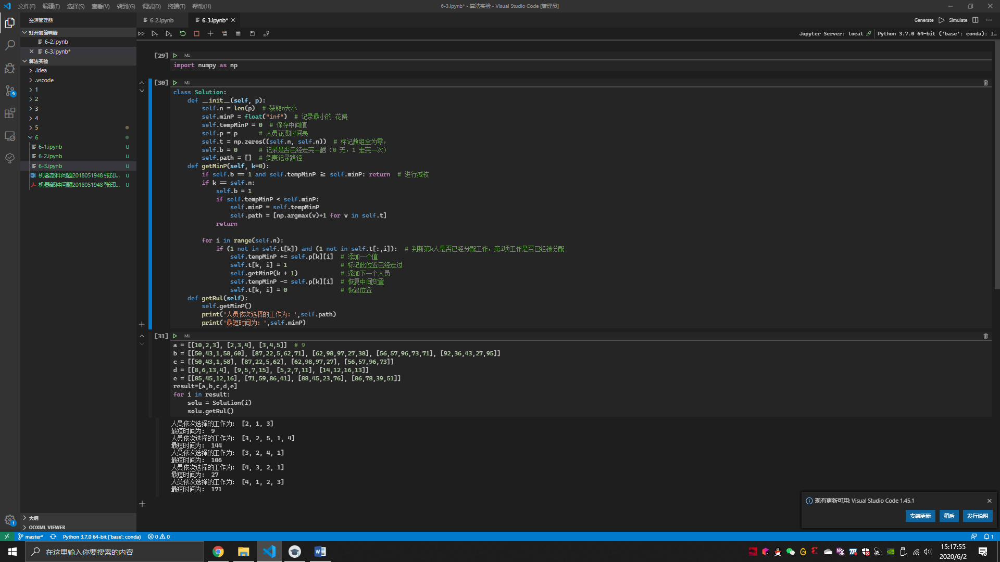 文件(F) 编辑(E) 选择(S) 查看(V) 转到(G) 调试(D) 终端(T) 帮助(H)
6-3.ipynb* - 算法实验 - Visual Studio Code [管理员]
资源管理器
6-2.ipynb
6-3.ipynb*
Generate
Simulate
打开的编辑器
6-2.ipynb
6-3.ipynb*
Jupyter Server: local
Python 3.7.0 64-bit ('base': conda): I…
算法实验
.idea
.vscode
1
2
3
4
5
6
6-1.ipynb U
6-2.ipynb U
6-3.ipynb U
机器部件问题2018051948 张印... U
机器部件问题2018051948 张印... U
大纲
OOXML VIEWER
9
1
[29] M↓
import numpy as np
[30] M↓
class Solution:
    def __init__(self, p):
        self.n = len(p)  # 获取n大小
        self.minP = float("inf")  # 记录最小的 花费
        self.tempMinP = 0  # 保存中间值
        self.p = p      # 人员花费时间表
        self.t = np.zeros((self.n, self.n))  # 标记数组全为零，
        self.b = 0      # 记录是否已经走完一趟（0 无，1 走完一次）
        self.path = []  # 负责记录路径
    def getMinP(self, k=0):
        if self.b == 1 and self.tempMinP ≥ self.minP: return  # 进行减枝
        if k == self.n:
            self.b = 1
            if self.tempMinP < self.minP:
                self.minP = self.tempMinP
                self.path = [np.argmax(v)+1 for v in self.t]
            return
        for i in range(self.n):
            if (1 not in self.t[k]) and (1 not in self.t[:,i]):  # 判断第k人是否已经分配工作，第i项工作是否已经被分配
                self.tempMinP += self.p[k][i]  # 添加一个值
                self.t[k, i] = 1               # 标记此位置已经走过
                self.getMinP(k + 1)            # 添加下一个人员
                self.tempMinP -= self.p[k][i]  # 恢复中间变量
                self.t[k, i] = 0               # 恢复位置
    def getRul(self):
        self.getMinP()
        print('人员依次选择的工作为：',self.path)
        print('最短时间为：',self.minP)
[31] M↓
a = [[10,2,3], [2,3,4], [3,4,5]]  # 9
b = [[50,43,1,58,60], [87,22,5,62,71], [62,98,97,27,38], [56,57,96,73,71], [92,36,43,27,95]]
c = [[50,43,1,58], [87,22,5,62], [62,98,97,27], [56,57,96,73]]
d = [[8,6,13,4], [9,5,7,15], [5,2,7,11], [14,12,16,13]]
e = [[85,45,12,16], [71,59,86,41], [88,45,23,76], [86,78,39,51]]
result=[a,b,c,d,e]
for i in result:
    solu = Solution(i)
    solu.getRul()
人员依次选择的工作为： [2, 1, 3]
最短时间为： 9
人员依次选择的工作为： [3, 2, 5, 1, 4]
最短时间为： 144
人员依次选择的工作为： [3, 2, 4, 1]
最短时间为： 106
人员依次选择的工作为： [4, 3, 2, 1]
最短时间为： 27
人员依次选择的工作为： [4, 1, 2, 3]
最短时间为： 171
现有更新可用: Visual Studio Code 1.45.1
安装更新 稍后 发行说明
master* Python 3.7.0 64-bit ('base': conda) 0 0
1
在这里输入你要搜索的内容
15:17:55
2020/6/2